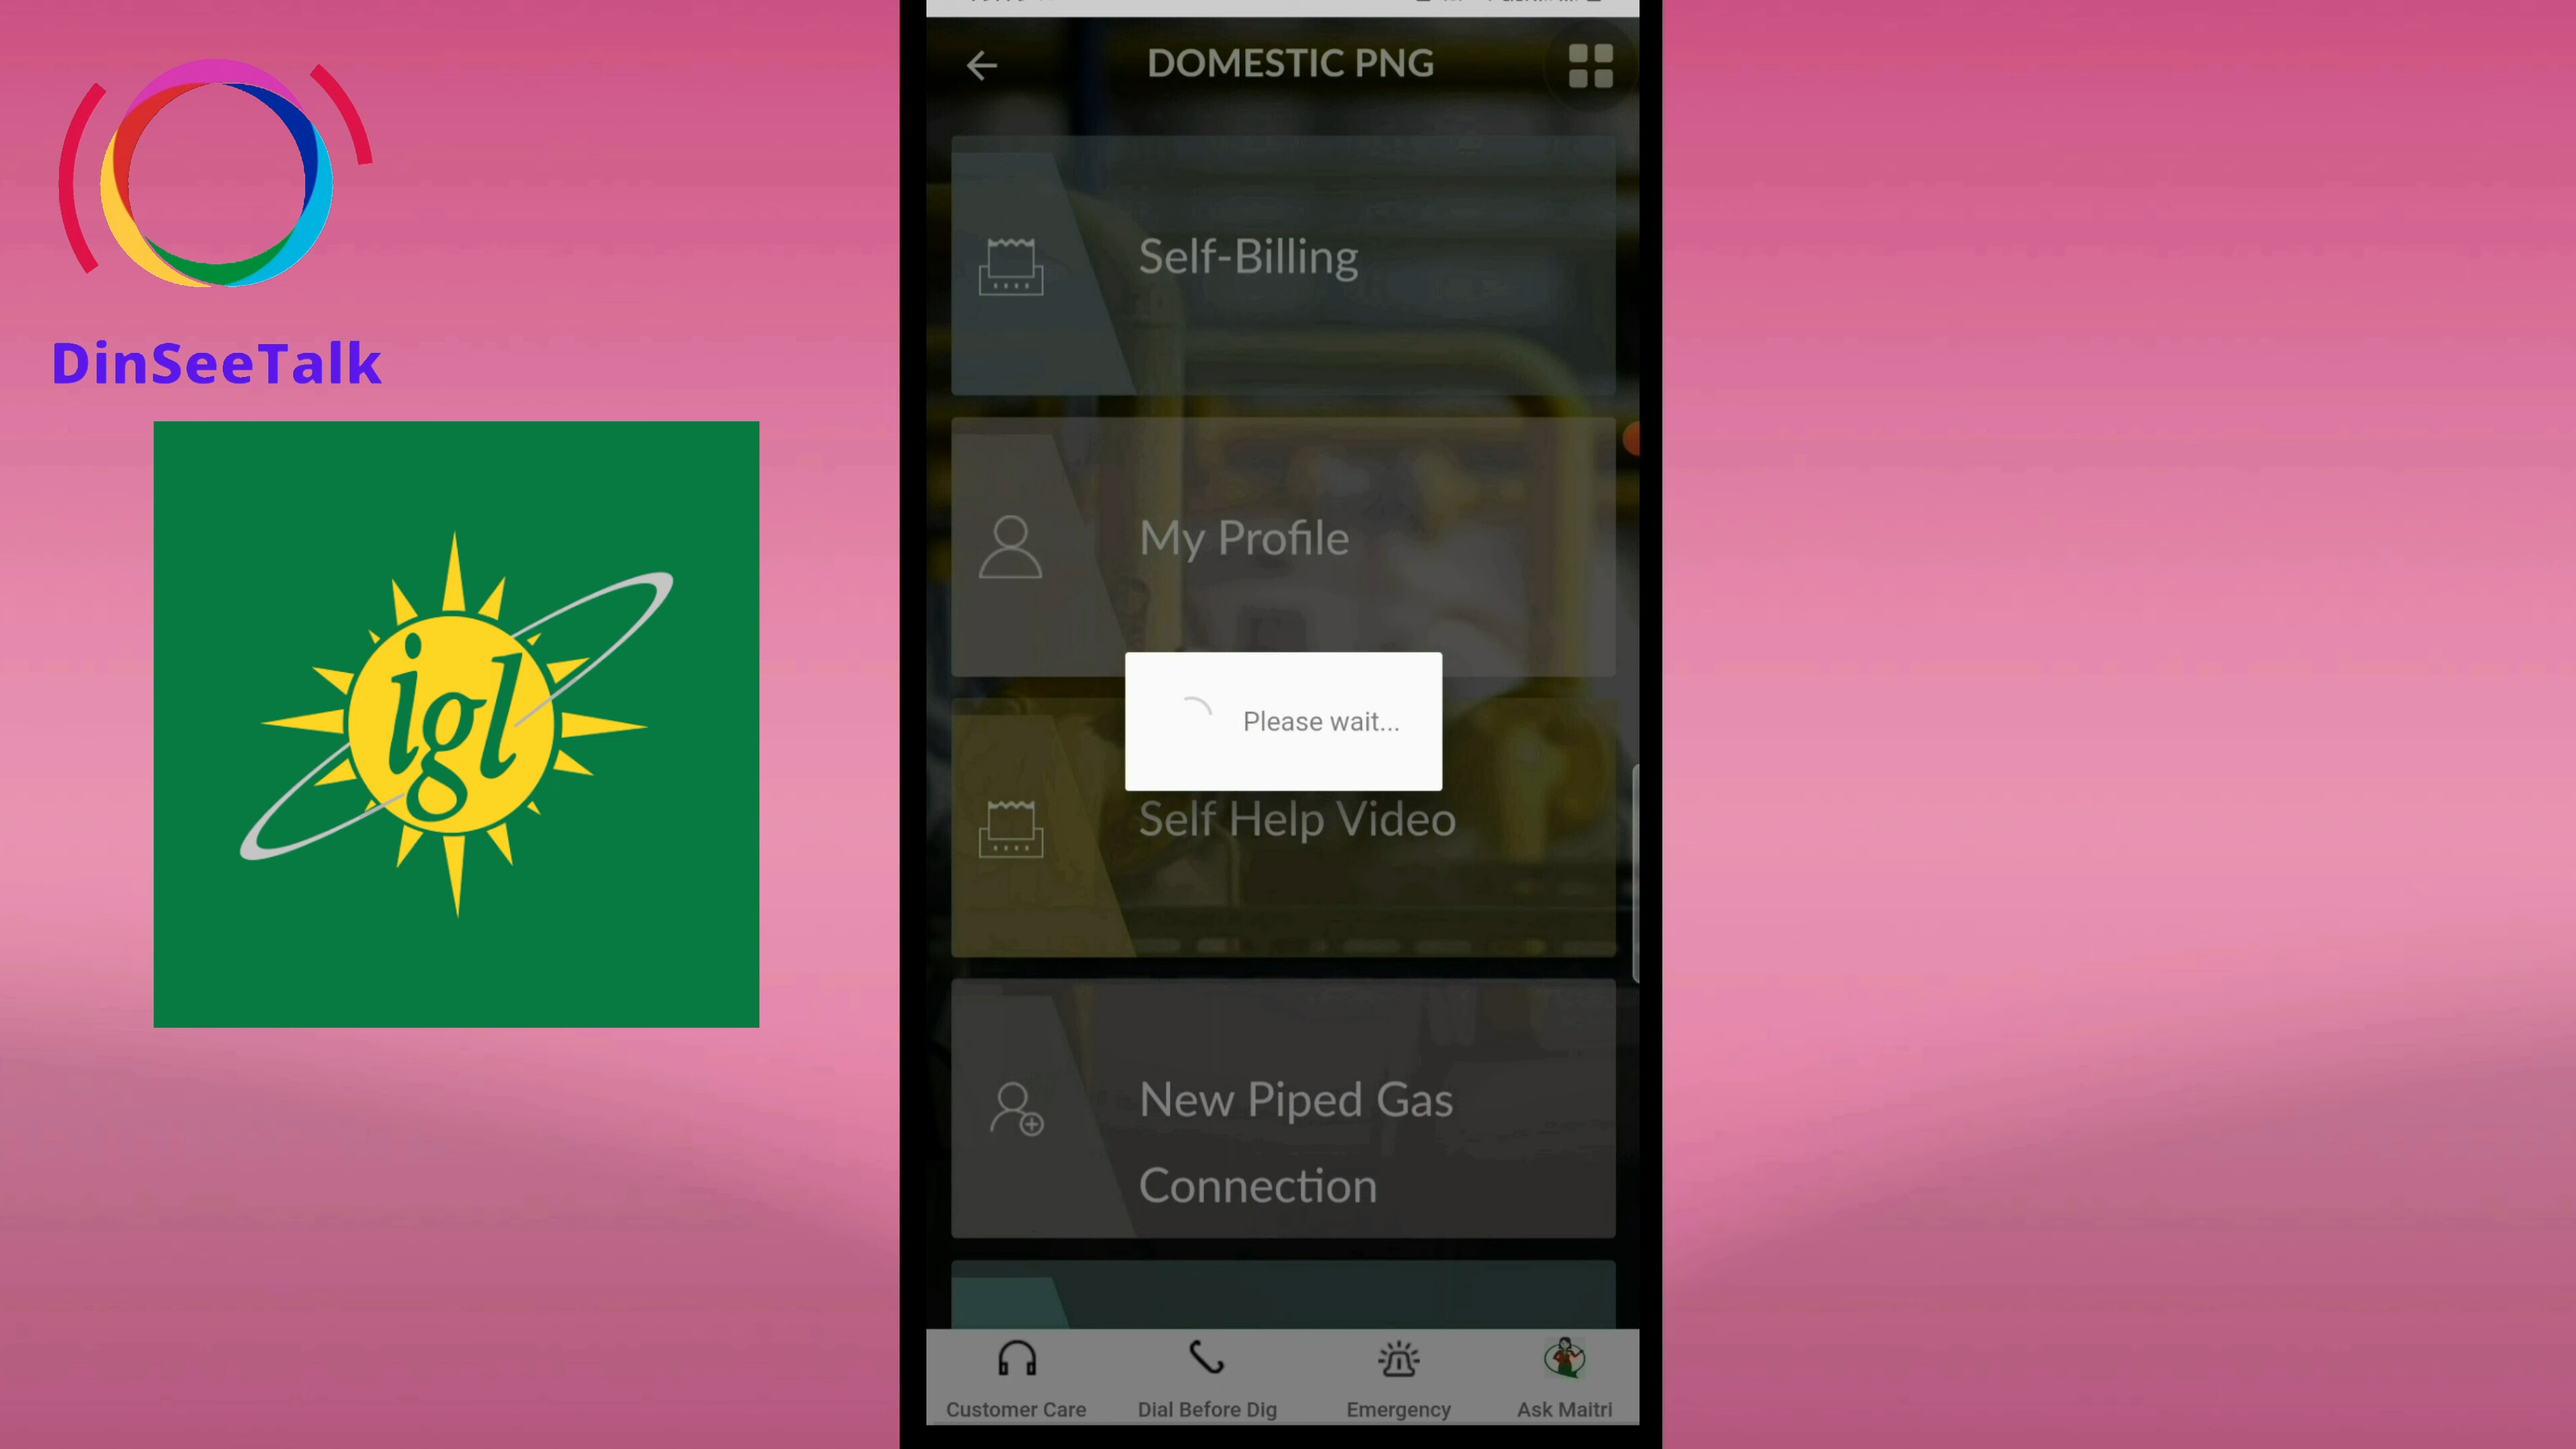 DinSeeTalk
igl
DOMESTIC PNG
Self-Billing
My Profile
Please wait...
Self Help Video
New Piped Gas
Connection
Customer Care
Dial Before Dig
Emergency
Ask Maitri